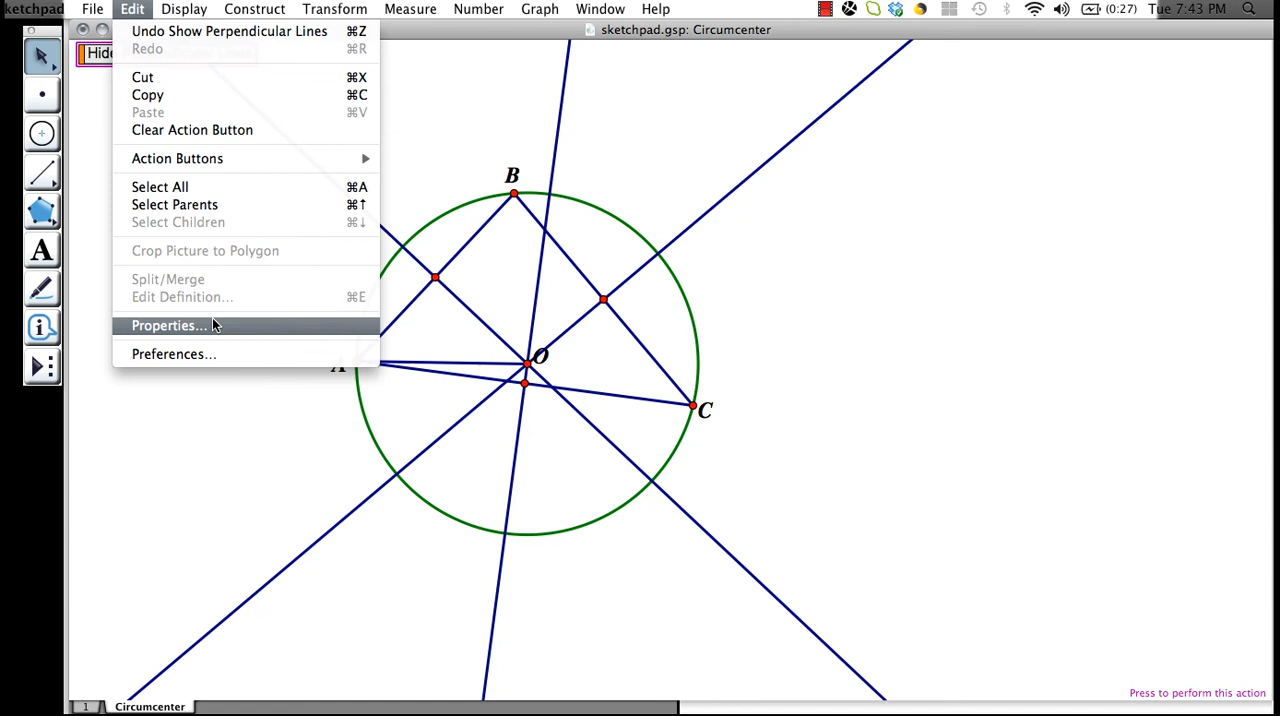 ketchpad File Edit Display Construct Transform Measure Number Graph Window Help (0:27) Tue 7:43 PM
sketchpad.gsp: Circumcenter
Hide
Undo Show Perpendicular Lines ⌘Z
Redo ⌘R
Cut ⌘X
Copy ⌘C
Paste ⌘V
Clear Action Button
Action Buttons
Select All ⌘A
Select Parents ⌘↑
Select Children ⌘↓
Crop Picture to Polygon
Split/Merge
Edit Definition... ⌘E
Properties...
Preferences...
B
O
A
C
A
Press to perform this action
1 Circumcenter